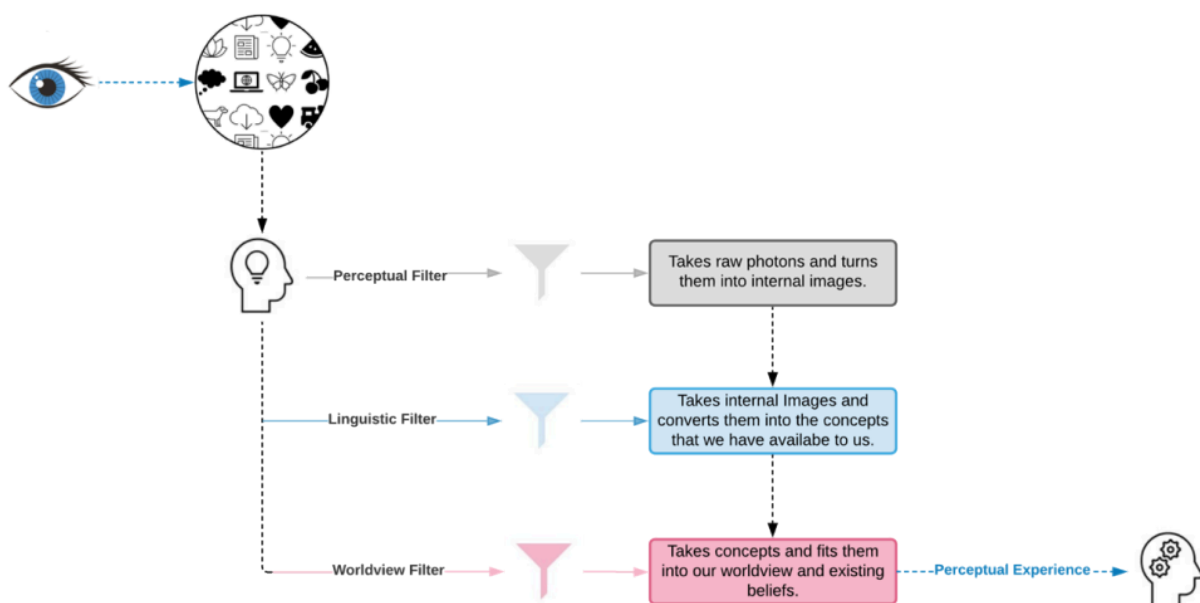 Perceptual Filter
Takes raw photons and turns
them into internal images.
Linguistic Filter
Takes internal Images and
converts them into the concepts
that we have availabe to us.
Worldview Filter
Takes concepts and fits them
into our worldview and existing
beliefs.
Perceptual Experience